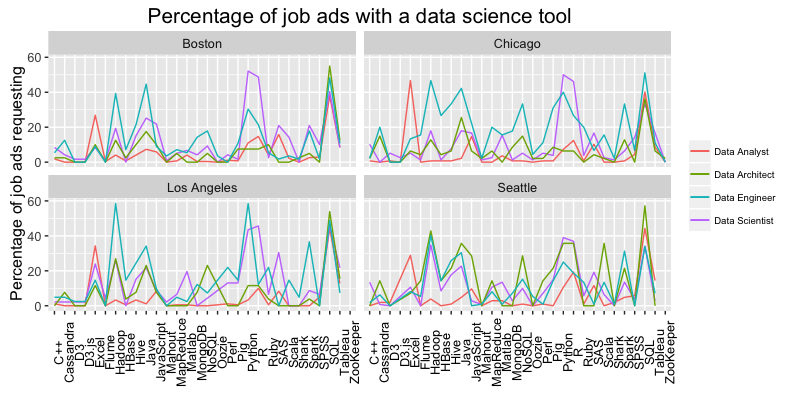 Percentage of job ads with a data science tool
Percentage of job ads requesting
Boston
Chicago
60
40
20
0
Los Angeles
Seattle
60
40
20
0
C++
Cassandra
D3
D3.js
Excel
Flume
Hadoop
HBase
Hive
Java
JavaScript
Mahout
MapReduce
Matlab
MongoDB
NoSQL
Oozie
Perl
Pig
Python
R
Ruby
SAS
Scala
Shark
Spark
SPSS
SQL
Tableau
ZooKeeper
C++
Cassandra
D3
D3.js
Excel
Flume
Hadoop
HBase
Hive
Java
JavaScript
Mahout
MapReduce
Matlab
MongoDB
NoSQL
Oozie
Perl
Pig
Python
R
Ruby
SAS
Scala
Shark
Spark
SPSS
SQL
Tableau
ZooKeeper
Data Analyst
Data Architect
Data Engineer
Data Scientist